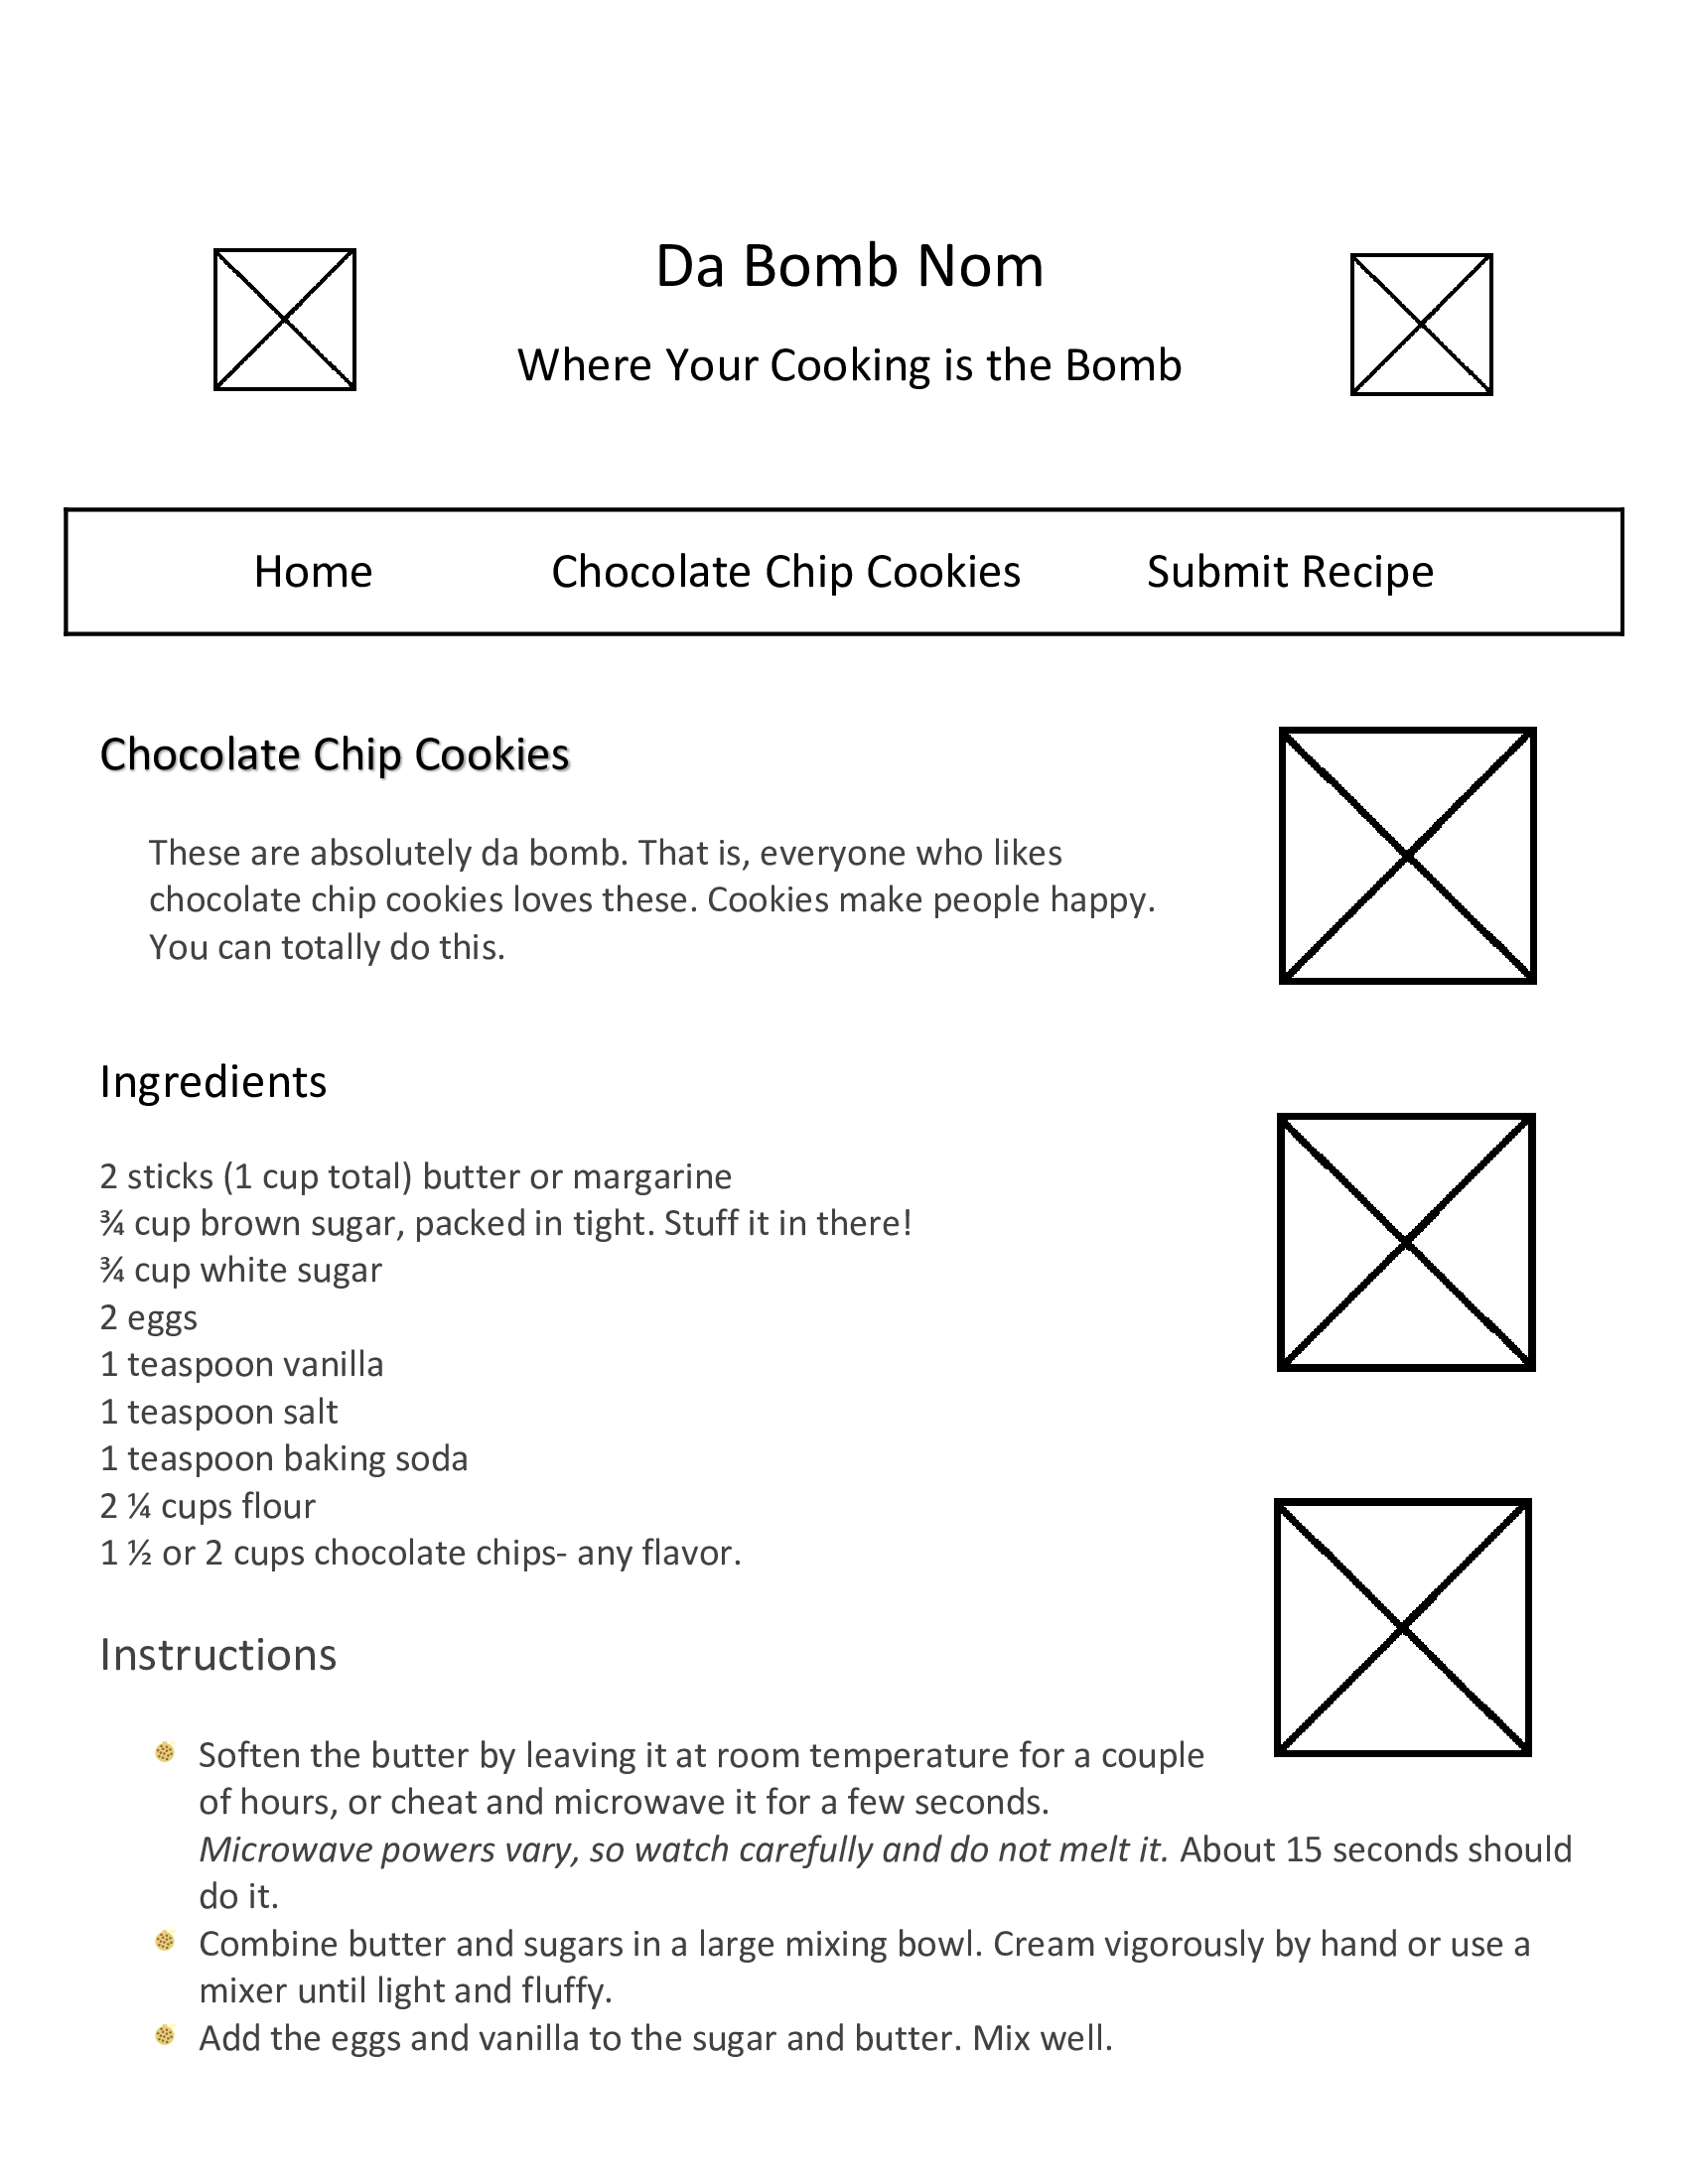 Da Bomb Nom
Where Your Cooking is the Bomb
Home Chocolate Chip Cookies Submit Recipe
Chocolate Chip Cookies
These are absolutely da bomb. That is, everyone who likes
chocolate chip cookies loves these. Cookies make people happy.
You can totally do this.
Ingredients
2 sticks (1 cup total) butter or margarine
¾ cup brown sugar, packed in tight. Stuff it in there!
¾ cup white sugar
2 eggs
1 teaspoon vanilla
1 teaspoon salt
1 teaspoon baking soda
2 ¼ cups flour
1 ½ or 2 cups chocolate chips- any flavor.
Instructions
Soften the butter by leaving it at room temperature for a couple
of hours, or cheat and microwave it for a few seconds.
Microwave powers vary, so watch carefully and do not melt it. About 15 seconds should
do it.
Combine butter and sugars in a large mixing bowl. Cream vigorously by hand or use a
mixer until light and fluffy.
Add the eggs and vanilla to the sugar and butter. Mix well.